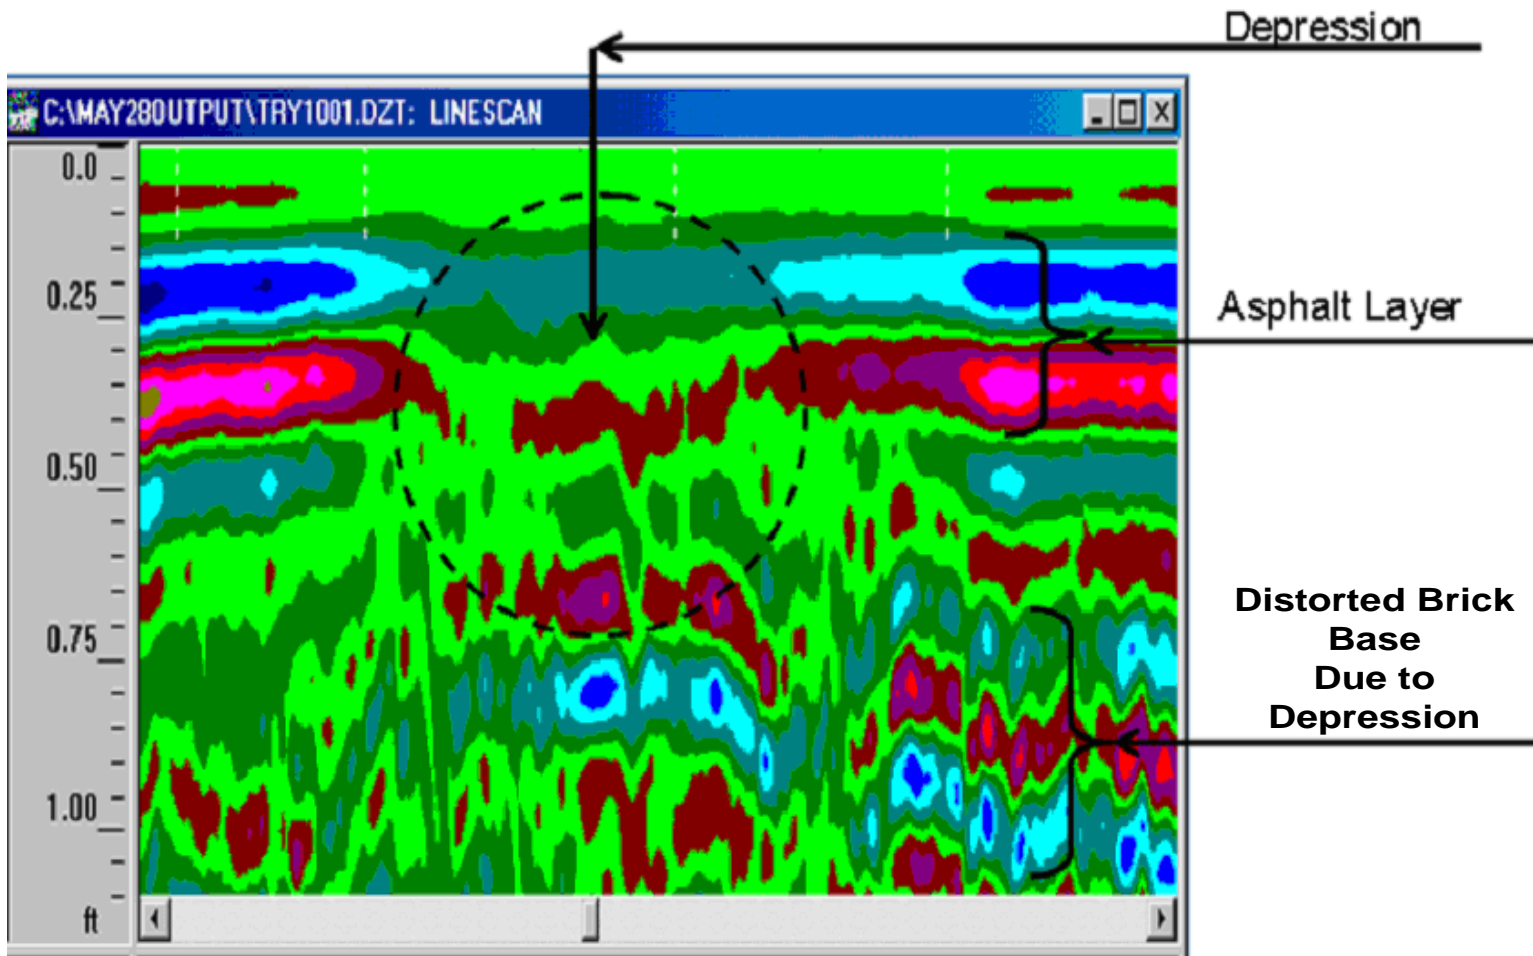 Depression
C:\MAY28OUTPUT\TRY1001.DZT: LINESCAN
0.0
0.25
Asphalt Layer
0.50
Distorted Brick
Base
0.75
Due to
Depression
1.00
ft